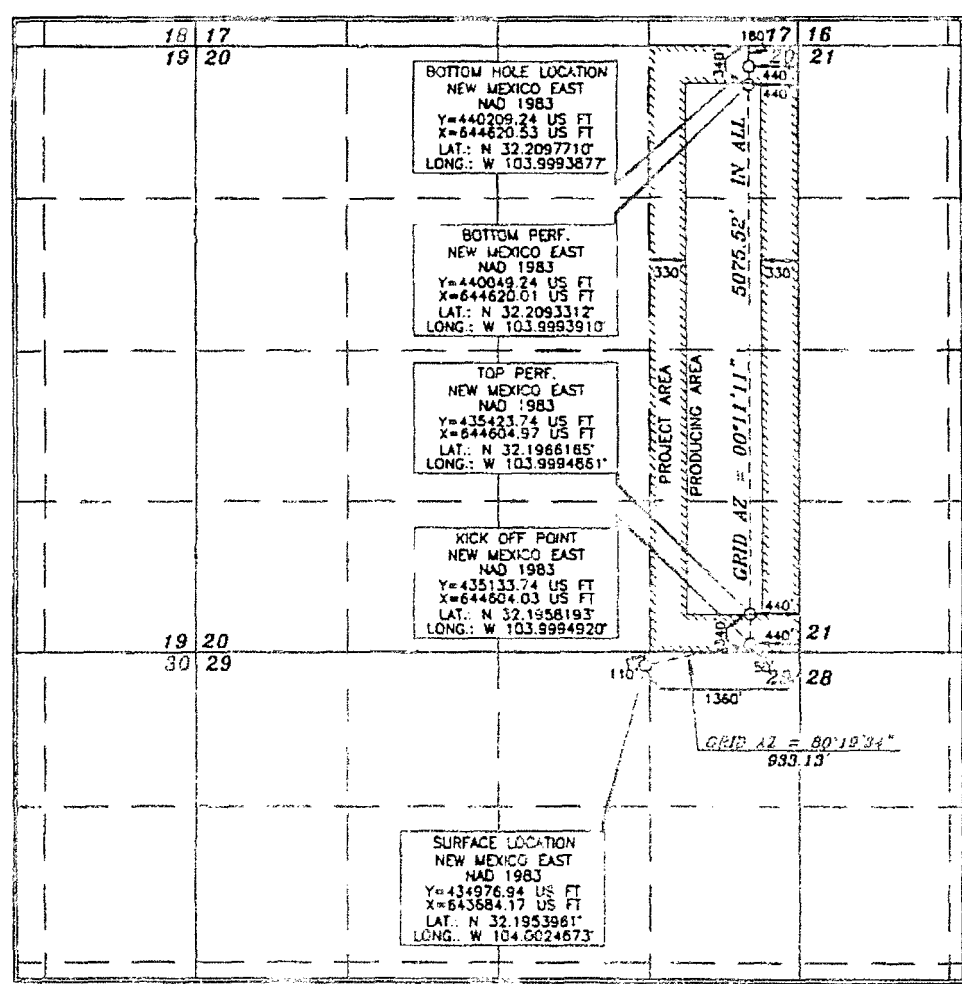 18 17
19 20
180'
17 16
20 21
340'
440'
440'
BOTTOM HOLE LOCATION
NEW MEXICO EAST
NAD 1983
Y=440209.24 US FT
X=644620.53 US FT
LAT.: N 32.2097710°
LONG.: W 103.9993877°
BOTTOM PERF.
NEW MEXICO EAST
NAD 1983
Y=440049.24 US FT
X=644620.01 US FT
LAT.: N 32.2093312°
LONG.: W 103.9993910°
330'
330'
GRID AZ = 00°11'11" 5075.52' IN ALL
PROJECT AREA
PRODUCING AREA
TOP PERF.
NEW MEXICO EAST
NAD 1983
Y=435423.74 US FT
X=644604.97 US FT
LAT.: N 32.1966165°
LONG.: W 103.9994861°
KICK OFF POINT
NEW MEXICO EAST
NAD 1983
Y=435133.74 US FT
X=644604.03 US FT
LAT.: N 32.1958193°
LONG.: W 103.9994920°
440'
340'
440'
50'
19 20
30 29
21
29 28
110'
1360'
GRID AZ = 80°19'34"
933.13'
SURFACE LOCATION
NEW MEXICO EAST
NAD 1983
Y=434976.94 US FT
X=643684.17 US FT
LAT.: N 32.1953961°
LONG.: W 104.0024673°